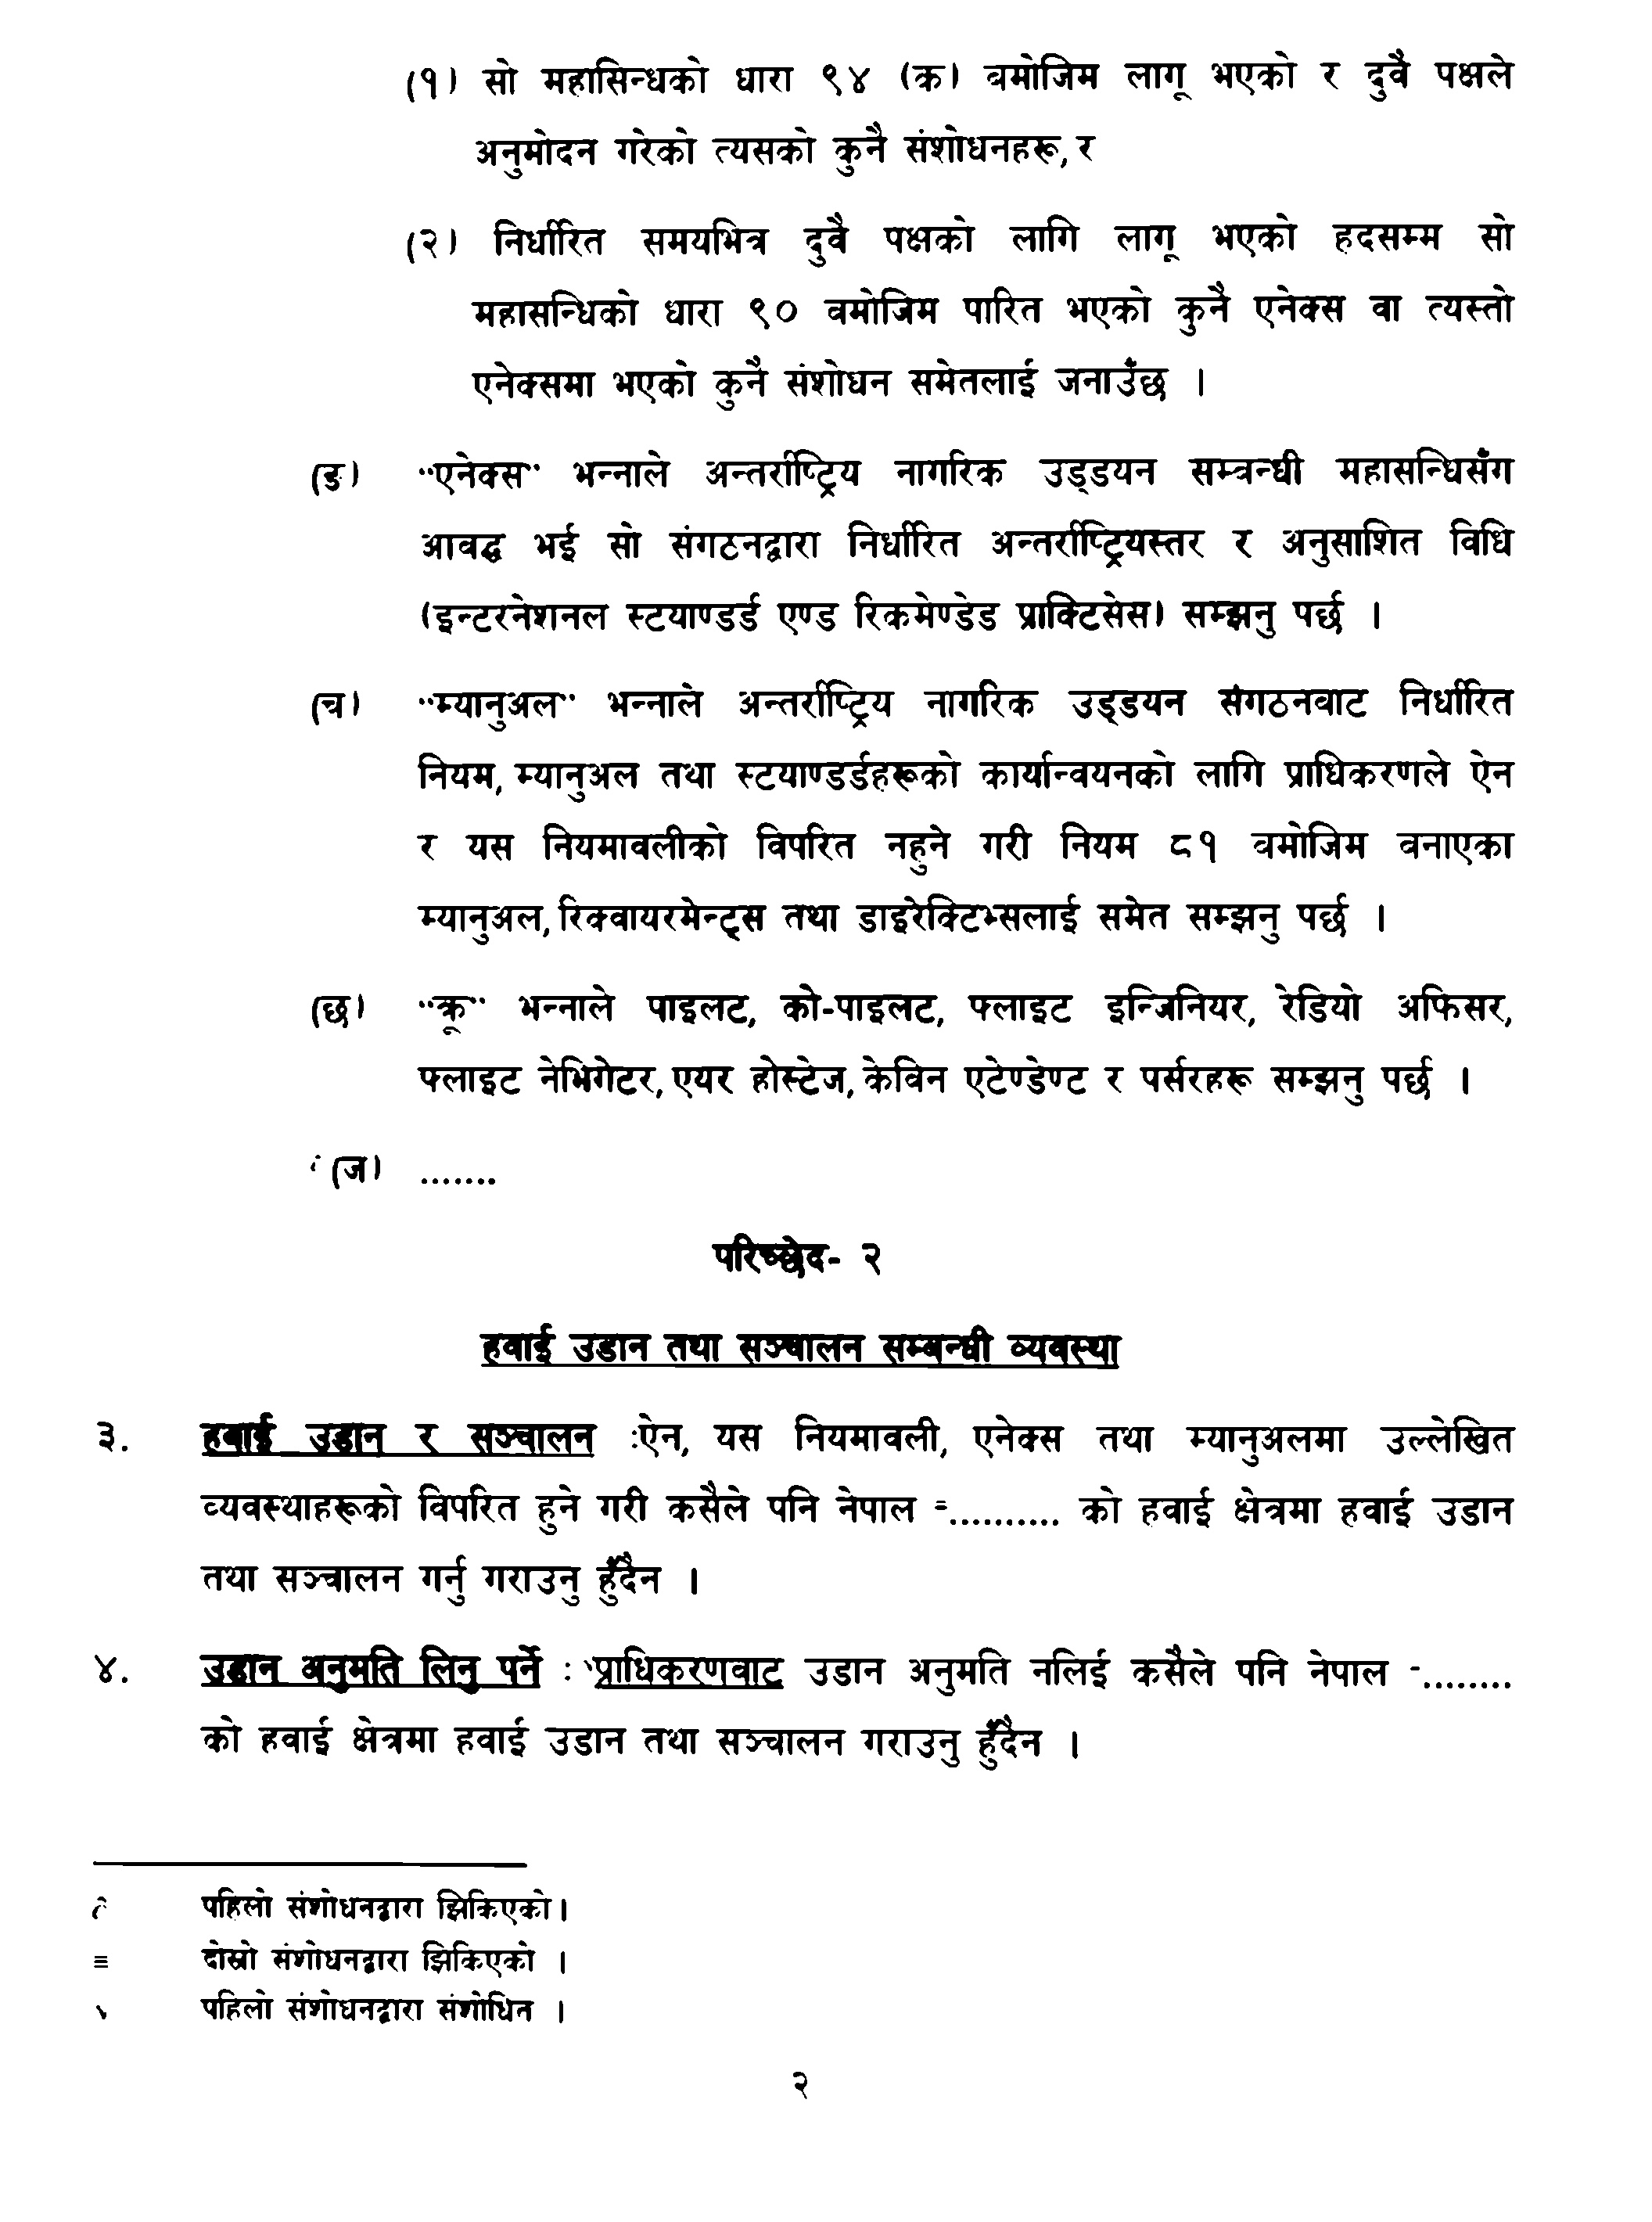 (१) सो महासिन्धको धारा ९४ (क) बमोजिम लागू भएको र दुवै पक्षले
अनुमोदन गरेको त्यसको कुनै संशोधनहरू, र
(२) निर्धारित समयभित्र दुवै पक्षको लागि लागू भएको हदसम्म सो
महासन्धिको धारा ९० बमोजिम पारित भएको कुनै एनेक्स वा त्यस्तो
एनेक्समा भएको कुनै संशोधन समेतलाई जनाउँछ ।
(ङ) "एनेक्स" भन्नाले अन्तर्राष्ट्रिय नागरिक उड्डयन सम्बन्धी महासन्धिसँग
आवद्ध भई सो संगठनद्वारा निर्धारित अन्तर्राष्ट्रियस्तर र अनुसाशित विधि
(इन्टरनेशनल स्टयाण्डर्ड एण्ड रिकमेण्डेड प्राक्टिसेस) सम्झनु पर्छ ।
(च) "म्यानुअल" भन्नाले अन्तर्राष्ट्रिय नागरिक उड्डयन संगठनबाट निर्धारित
नियम, म्यानुअल तथा स्टयाण्डर्डहरूको कार्यान्वयनको लागि प्राधिकरणले ऐन
र यस नियमावलीको विपरित नहुने गरी नियम ८१ बमोजिम बनाएका
म्यानुअल, रिक्वायरमेन्ट्स तथा डाइरेक्टिभ्सलाई समेत सम्झनु पर्छ ।
(छ) "क्रू" भन्नाले पाइलट, को-पाइलट, फ्लाइट इन्जिनियर, रेडियो अफिसर,
फ्लाइट नेभिगेटर, एयर होस्टेज, केविन एटेण्डेण्ट र पर्सरहरू सम्झनु पर्छ ।
(ज) .......
परिच्छेद- २
हवाई उडान तथा सञ्चालन सम्बन्धी व्यवस्था
३. हवाई उडान र सञ्चालन :ऐन, यस नियमावली, एनेक्स तथा म्यानुअलमा उल्लेखित
व्यवस्थाहरूको विपरित हुने गरी कसैले पनि नेपाल ≡.......... को हवाई क्षेत्रमा हवाई उडान
तथा सञ्चालन गर्नु गराउनु हुँदैन ।
४. उडान अनुमति लिनु पर्ने : प्राधिकरणबाट उडान अनुमति नलिई कसैले पनि नेपाल ........
को हवाई क्षेत्रमा हवाई उडान तथा सञ्चालन गराउनु हुँदैन ।
पहिलो संशोधनद्वारा झिकिएको।
≡ दोस्रो संशोधनद्वारा झिकिएको ।
पहिलो संशोधनद्वारा संशोधित ।
२